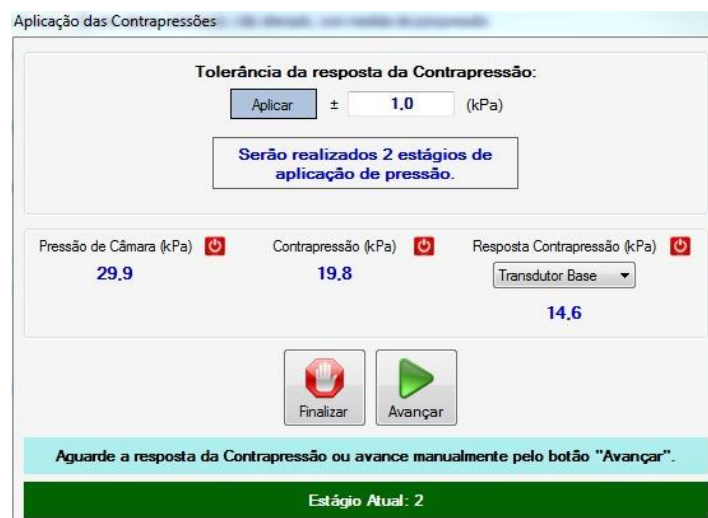 Aplicação das Contrapressões
Tolerância da resposta da Contrapressão:
Aplicar ± 1,0 (kPa)
Serão realizados 2 estágios de
aplicação de pressão.
Pressão de Câmara (kPa) Contrapressão (kPa) Resposta Contrapressão (kPa)
29,9 19,8 Transdutor Base
14,6
Finalizar Avançar
Aguarde a resposta da Contrapressão ou avance manualmente pelo botão "Avançar".
Estágio Atual: 2